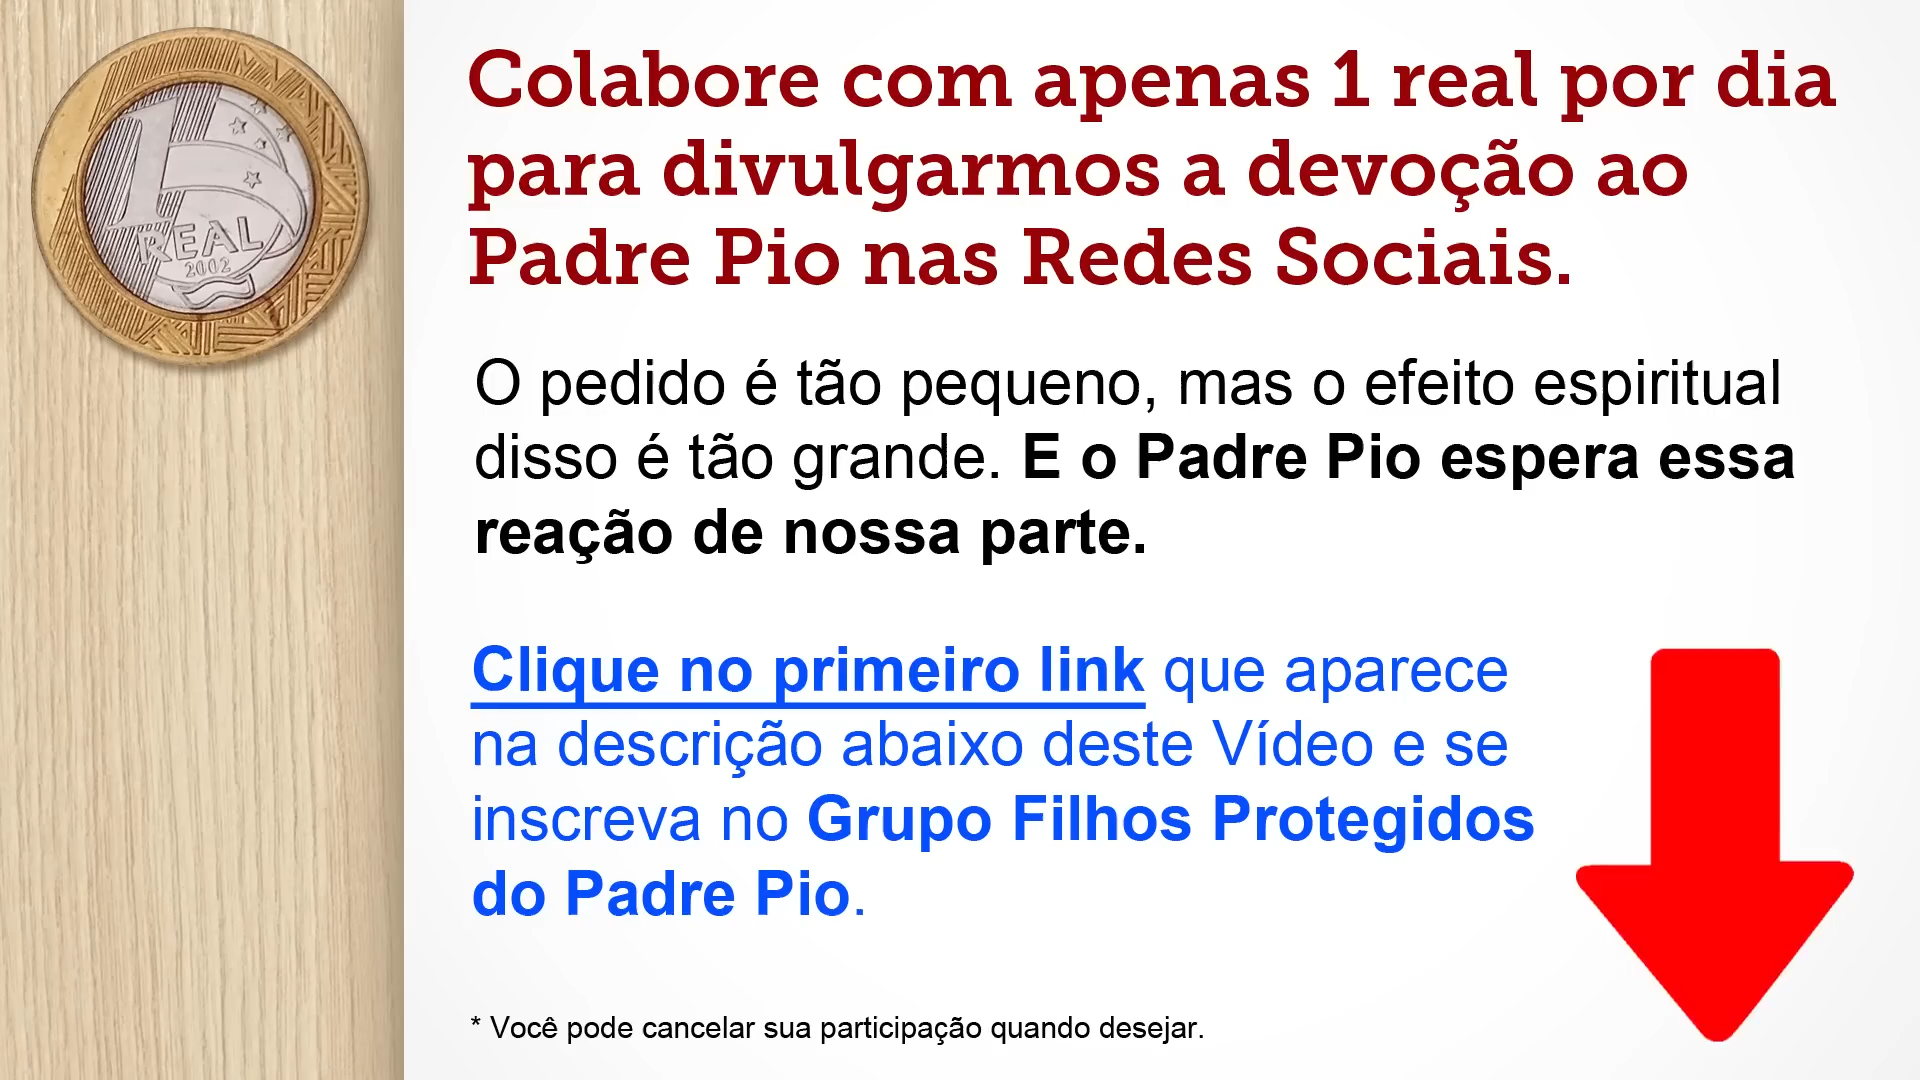 1
REAL
2002
Colabore com apenas 1 real por dia
para divulgarmos a devoção ao
Padre Pio nas Redes Sociais.
O pedido é tão pequeno, mas o efeito espiritual
disso é tão grande. E o Padre Pio espera essa
reação de nossa parte.
Clique no primeiro link que aparece
na descrição abaixo deste Vídeo e se
inscreva no Grupo Filhos Protegidos
do Padre Pio.
* Você pode cancelar sua participação quando desejar.